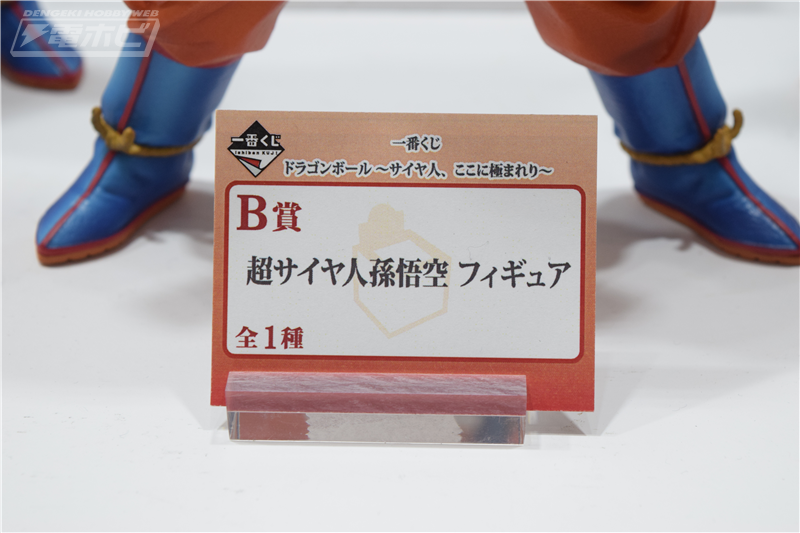 DENGEKI HOBBY WEB
電ホビ
一番くじ
Ichiban KUJI
一番くじ
ドラゴンボール ～サイヤ人、ここに極まれり～
B賞
超サイヤ人孫悟空 フィギュア
全1種